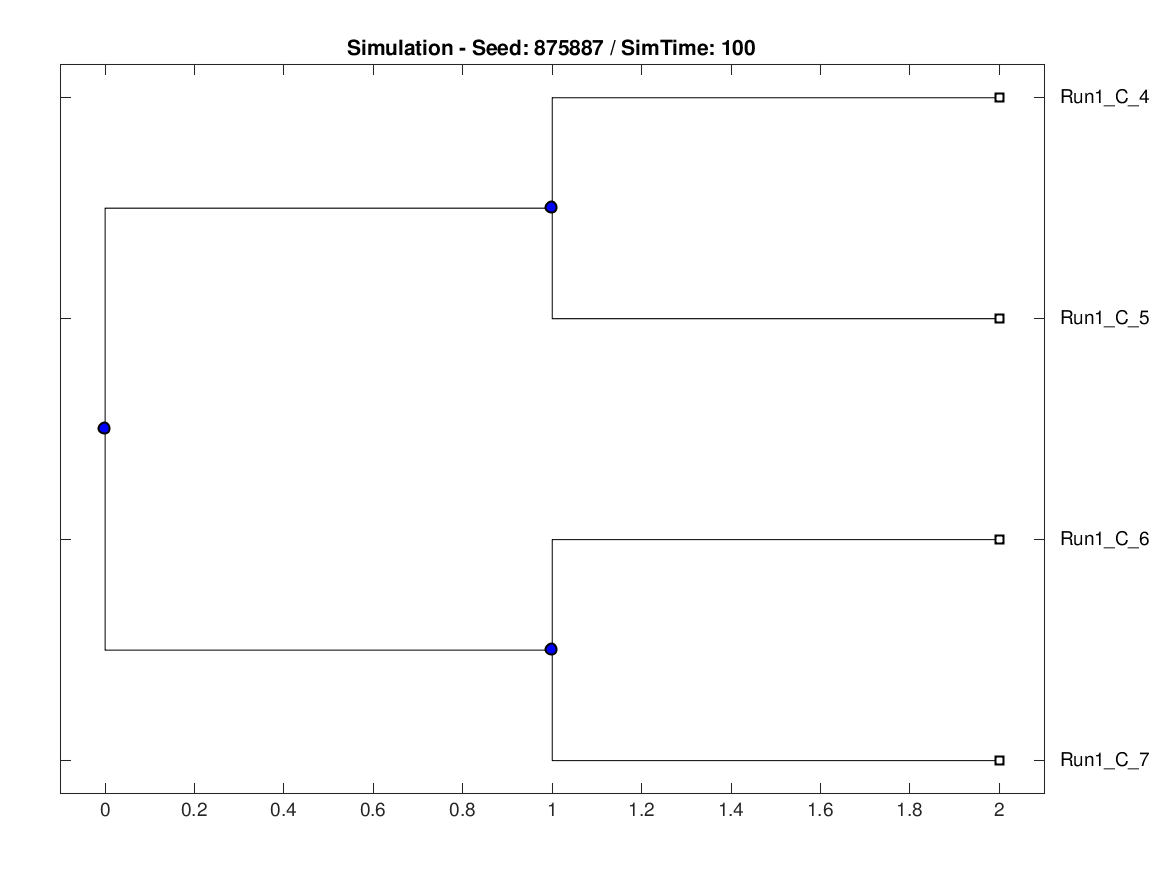 Simulation - Seed: 875887 / SimTime: 100
Run1_C_4
Run1_C_5
Run1_C_6
Run1_C_7
0 0.2 0.4 0.6 0.8 1 1.2 1.4 1.6 1.8 2